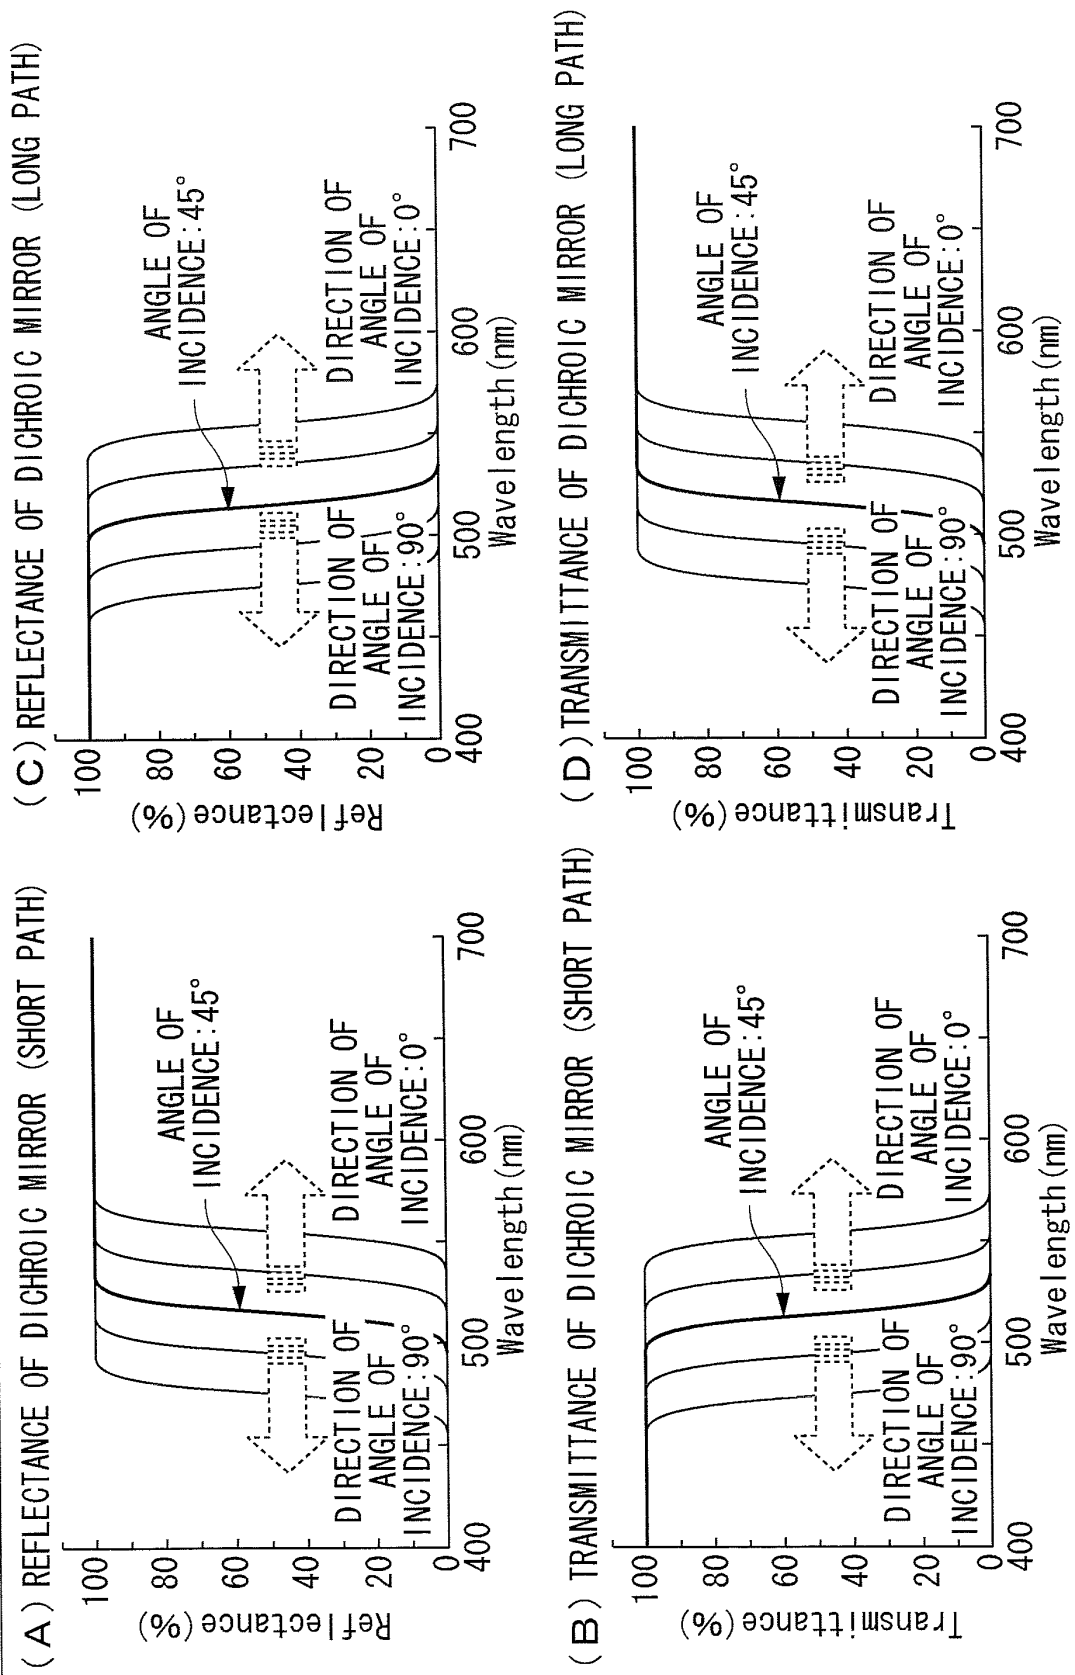 (A) REFLECTANCE OF DICHROIC MIRROR (SHORT PATH)
Reflectance(%)
100
80
60
40
20
0
400
500
600
700
Wavelength(nm)
ANGLE OF
INCIDENCE:45°
DIRECTION OF
ANGLE OF
INCIDENCE:90°
DIRECTION OF
ANGLE OF
INCIDENCE:0°
(B) TRANSMITTANCE OF DICHROIC MIRROR (SHORT PATH)
Transmittance(%)
100
80
60
40
20
0
400
500
600
700
Wavelength(nm)
ANGLE OF
INCIDENCE:45°
DIRECTION OF
ANGLE OF
INCIDENCE:90°
DIRECTION OF
ANGLE OF
INCIDENCE:0°
(C) REFLECTANCE OF DICHROIC MIRROR (LONG PATH)
Reflectance(%)
100
80
60
40
20
0
400
500
600
700
Wavelength(nm)
ANGLE OF
INCIDENCE:45°
DIRECTION OF
ANGLE OF
INCIDENCE:90°
DIRECTION OF
ANGLE OF
INCIDENCE:0°
(D) TRANSMITTANCE OF DICHROIC MIRROR (LONG PATH)
Transmittance(%)
100
80
60
40
20
0
400
500
600
700
Wavelength(nm)
ANGLE OF
INCIDENCE:45°
DIRECTION OF
ANGLE OF
INCIDENCE:90°
DIRECTION OF
ANGLE OF
INCIDENCE:0°